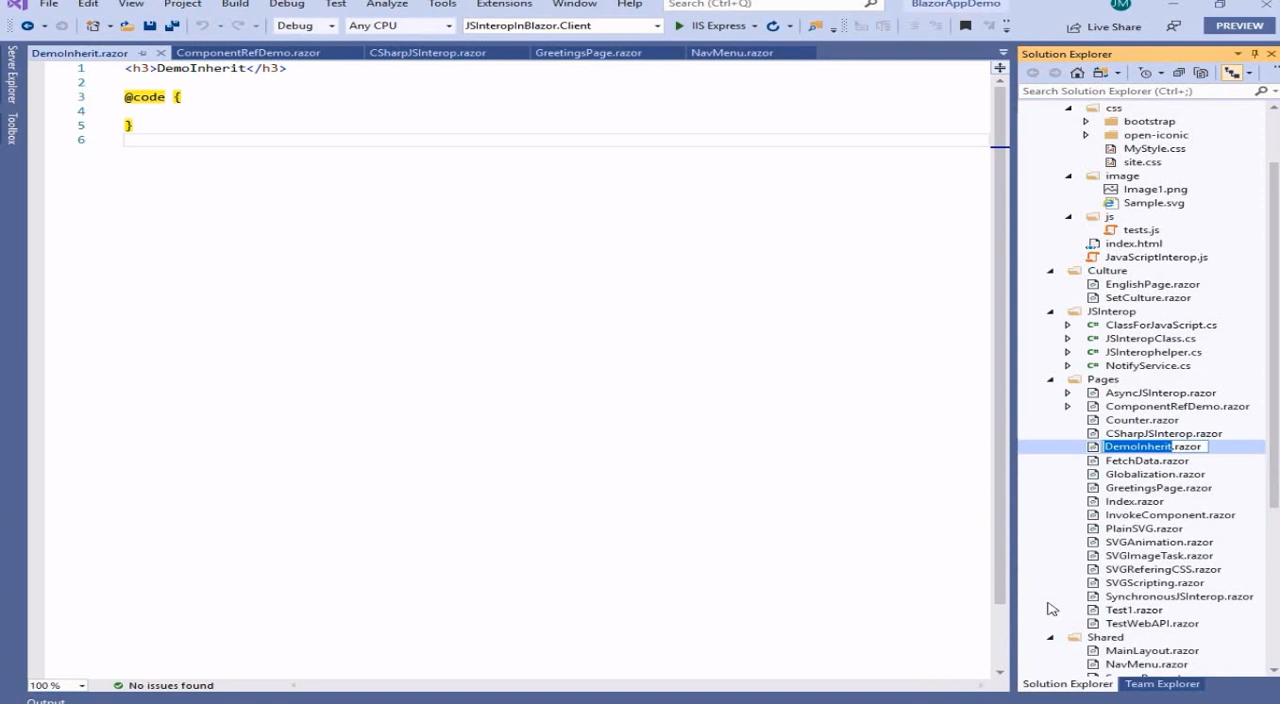 File Edit View Project Build Debug Test Analyze Tools Extensions Window Help Search (Ctrl+Q) BlazorAppDemo JM
Debug Any CPU JSInteropInBlazor.Client IIS Express Live Share PREVIEW
Server Explorer
Toolbox
DemoInherit.razor ComponentRefDemo.razor CSharpJSInterop.razor GreetingsPage.razor NavMenu.razor
1 <h3>DemoInherit</h3>
2
3 @code {
4
5 }
6
100 % No issues found
Output
Solution Explorer
Search Solution Explorer (Ctrl+;)
css
bootstrap
open-iconic
MyStyle.css
site.css
image
Image1.png
Sample.svg
js
tests.js
index.html
JavaScriptInterop.js
Culture
EnglishPage.razor
SetCulture.razor
JSInterop
C# ClassForJavaScript.cs
C# JSInteropClass.cs
C# JSInterophelper.cs
C# NotifyService.cs
Pages
AsyncJSInterop.razor
ComponentRefDemo.razor
Counter.razor
CSharpJSInterop.razor
DemoInherit.razor
FetchData.razor
Globalization.razor
GreetingsPage.razor
Index.razor
InvokeComponent.razor
PlainSVG.razor
SVGAnimation.razor
SVGImageTask.razor
SVGReferingCSS.razor
SVGScripting.razor
SynchronousJSInterop.razor
Test1.razor
TestWebAPI.razor
Shared
MainLayout.razor
NavMenu.razor
Solution Explorer Team Explorer